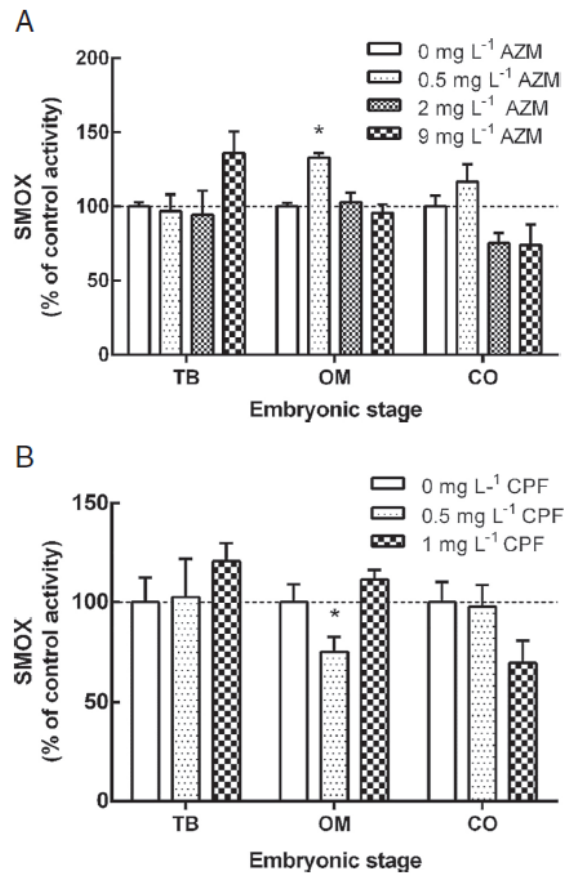 A
0 mg L-1 AZM
0.5 mg L-1 AZM
2 mg L-1 AZM
9 mg L-1 AZM
SMOX
(% of control activity)
200
150
100
50
0
*
TB OM CO
Embryonic stage
B
0 mg L-1 CPF
0.5 mg L-1 CPF
1 mg L-1 CPF
SMOX
(% of control activity)
150
100
50
0
*
TB OM CO
Embryonic stage